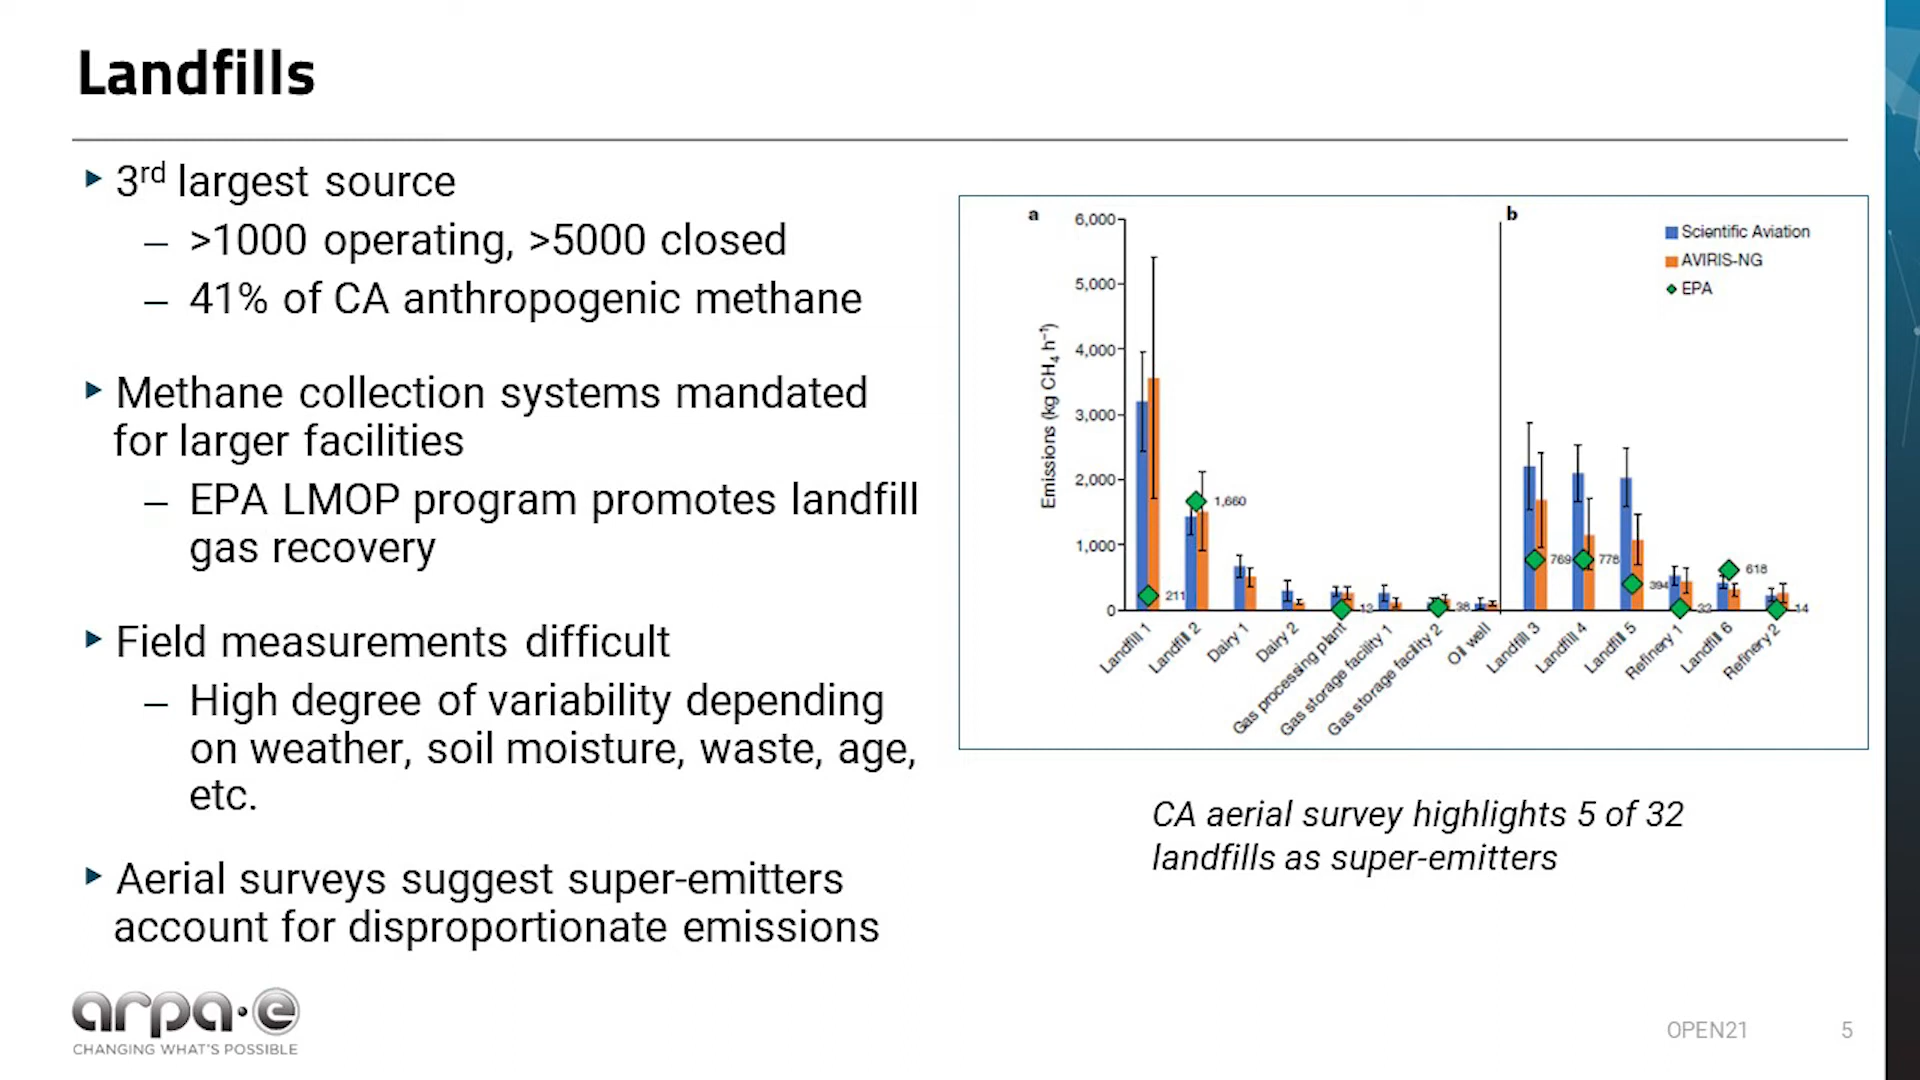 Landfills
3rd largest source
– >1000 operating, >5000 closed
– 41% of CA anthropogenic methane
Methane collection systems mandated
for larger facilities
– EPA LMOP program promotes landfill
gas recovery
Field measurements difficult
– High degree of variability depending
on weather, soil moisture, waste, age,
etc.
Aerial surveys suggest super-emitters
account for disproportionate emissions
a
b
Scientific Aviation
AVIRIS-NG
EPA
Emissions (kg CH4 h⁻¹)
6,000
5,000
4,000
3,000
2,000
1,000
0
211
1,660
12
38
769
778
394
22
618
14
Landfill 1
Landfill 2
Dairy 1
Dairy 2
Gas processing plant
Gas storage facility 1
Gas storage facility 2
Oil well
Landfill 3
Landfill 4
Landfill 5
Refinery 1
Landfill 6
Refinery 2
CA aerial survey highlights 5 of 32
landfills as super-emitters
arpa·e
CHANGING WHAT'S POSSIBLE
OPEN21 5